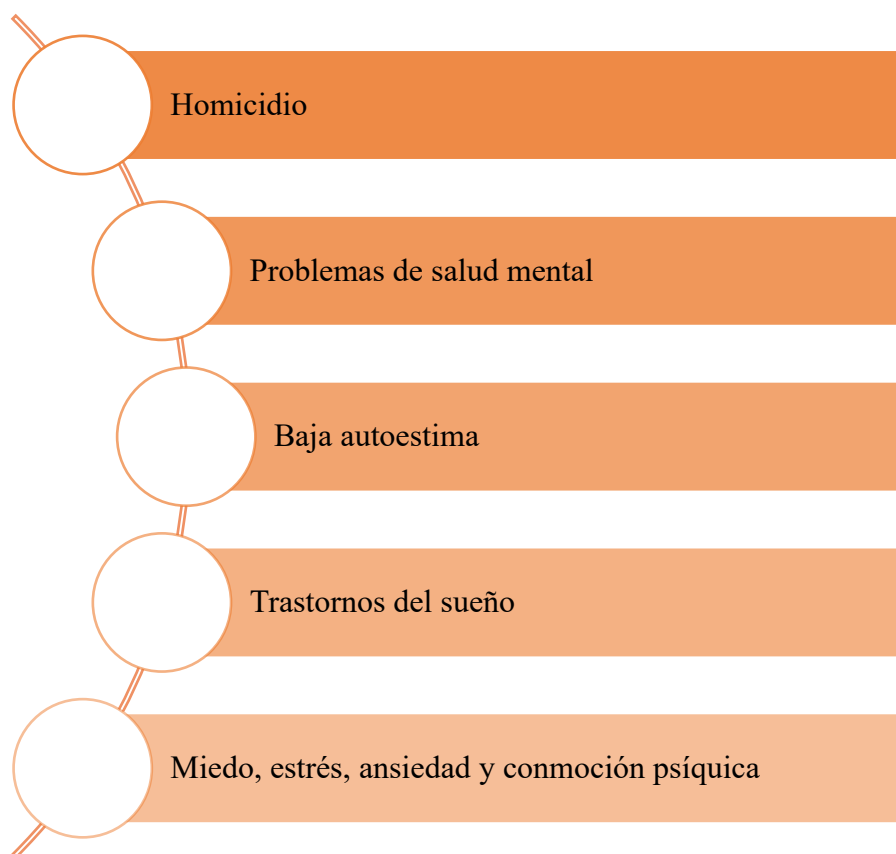 Homicidio
Problemas de salud mental
Baja autoestima
Trastornos del sueño
Miedo, estrés, ansiedad y conmoción psíquica